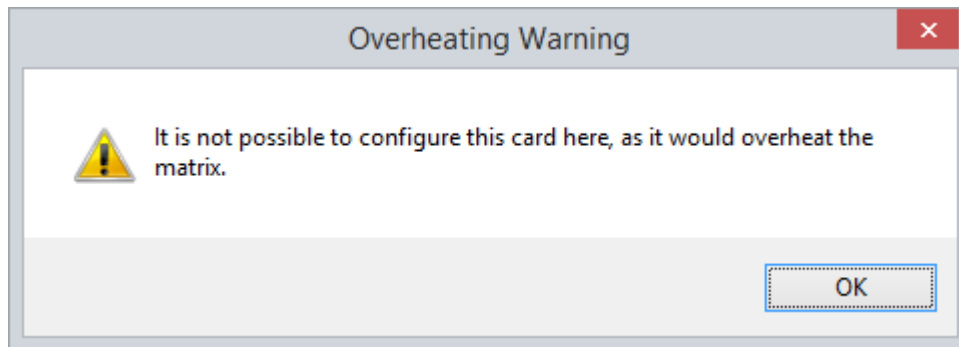 Overheating Warning
It is not possible to configure this card here, as it would overheat the
matrix.
OK